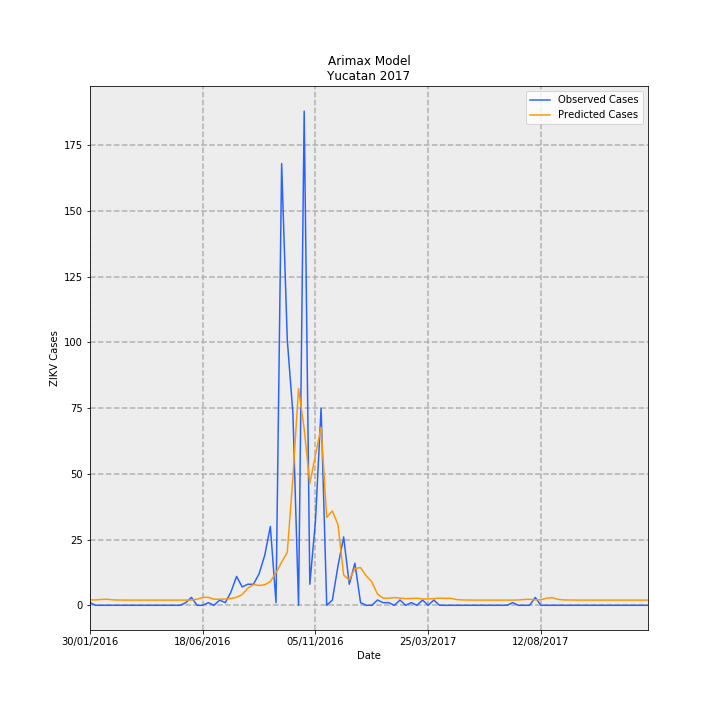 Arimax Model
Yucatan 2017
Observed Cases
Predicted Cases
ZIKV Cases
175
150
125
100
75
50
25
0
30/01/2016
18/06/2016
05/11/2016
25/03/2017
12/08/2017
Date